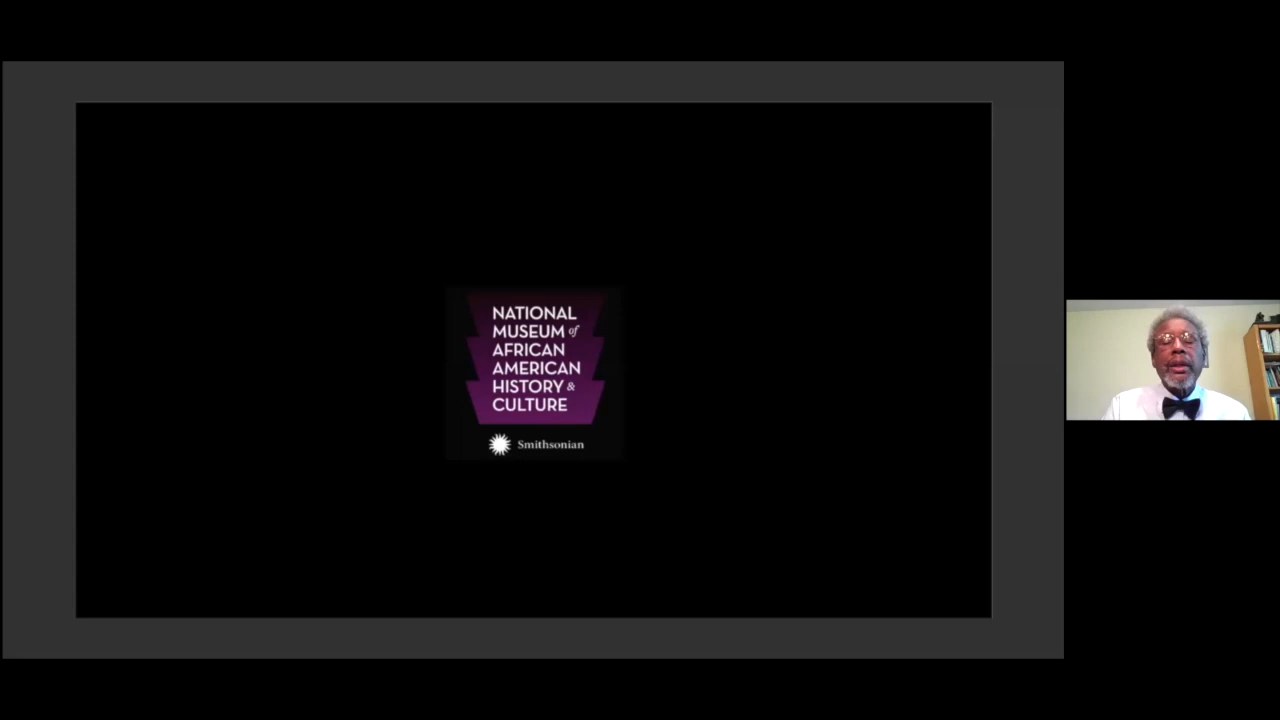 NATIONAL
MUSEUM of
AFRICAN
AMERICAN
HISTORY &
CULTURE
Smithsonian